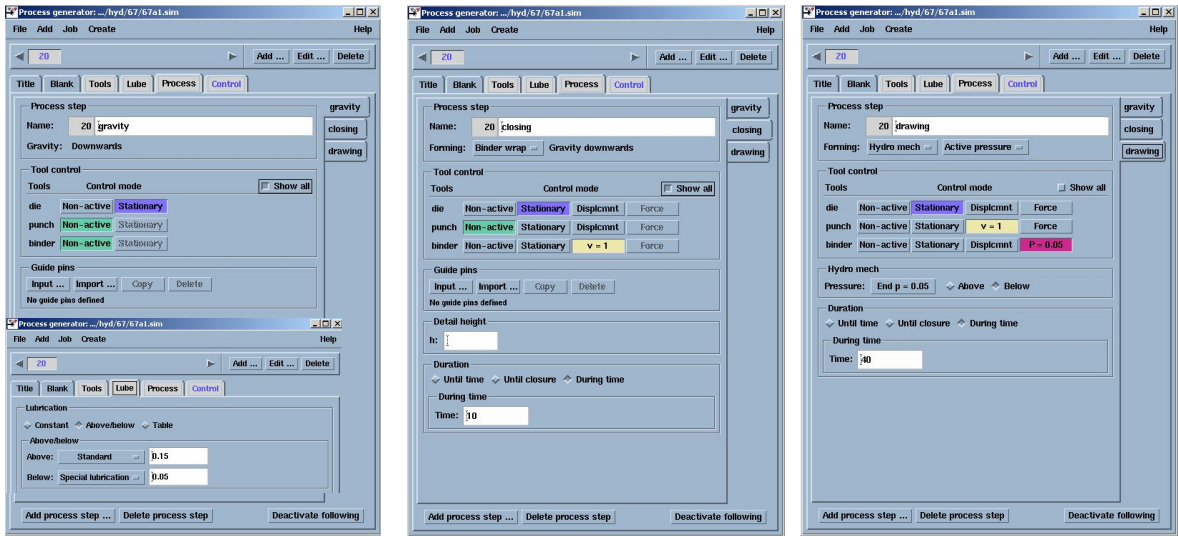 Process generator: .../hyd/67/67a1.sim
File Add Job Create Help
20 Add ... Edit ... Delete
Title Blank Tools Lube Process Control
Process step
Name: 20 gravity
Gravity: Downwards
gravity
closing
drawing
Tool control
Tools Control mode Show all
die Non-active Stationary
punch Non-active Stationary
binder Non-active Stationary
Guide pins
Input ... Import ... Copy Delete
No guide pins defined
Process generator: .../hyd/67/67a1.sim
File Add Job Create Help
20 Add ... Edit ... Delete
Title Blank Tools Lube Process Control
Lubrication
Constant Above/below Table
Above/below
Above: Standard 0.15
Below: Special lubrication 0.05
Add process step ... Delete process step Deactivate following
Process generator: .../hyd/67/67a1.sim
File Add Job Create Help
20 Add ... Edit ... Delete
Title Blank Tools Lube Process Control
Process step
Name: 20 closing
Forming: Binder wrap Gravity downwards
gravity
closing
drawing
Tool control
Tools Control mode Show all
die Non-active Stationary Displcmnt Force
punch Non-active Stationary Displcmnt
binder Non-active Stationary v = 1 Force
Guide pins
Input ... Import ... Copy Delete
No guide pins defined
Detail height
h:
Duration
Until time Until closure During time
During time
Time: 10
Add process step ... Delete process step Deactivate following
Process generator: .../hyd/67/67a1.sim
File Add Job Create Help
20 Add ... Edit ... Delete
Title Blank Tools Lube Process Control
Process step
Name: 20 drawing
Forming: Hydro mech Active pressure
gravity
closing
drawing
Tool control
Tools Control mode Show all
die Non-active Stationary Displcmnt Force
punch Non-active Stationary v = 1 Force
binder Non-active Stationary Displcmnt P = 0.05
Hydro mech
Pressure: End p = 0.05 Above Below
Duration
Until time Until closure During time
During time
Time: 40
Add process step ... Delete process step Deactivate following